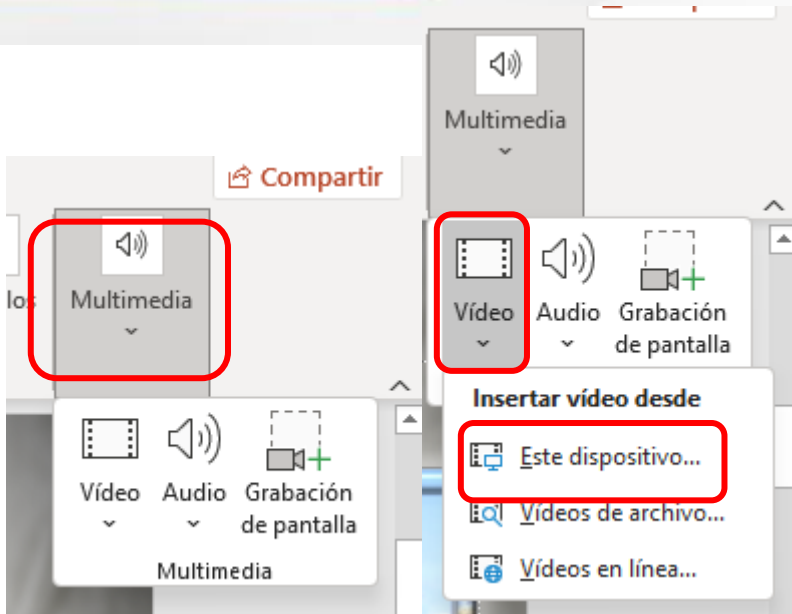 Compartir
los
Multimedia
Vídeo
Audio
Grabación
de pantalla
Multimedia
Multimedia
Vídeo
Audio
Grabación
de pantalla
Insertar vídeo desde
Este dispositivo...
Vídeos de archivo...
Vídeos en línea...